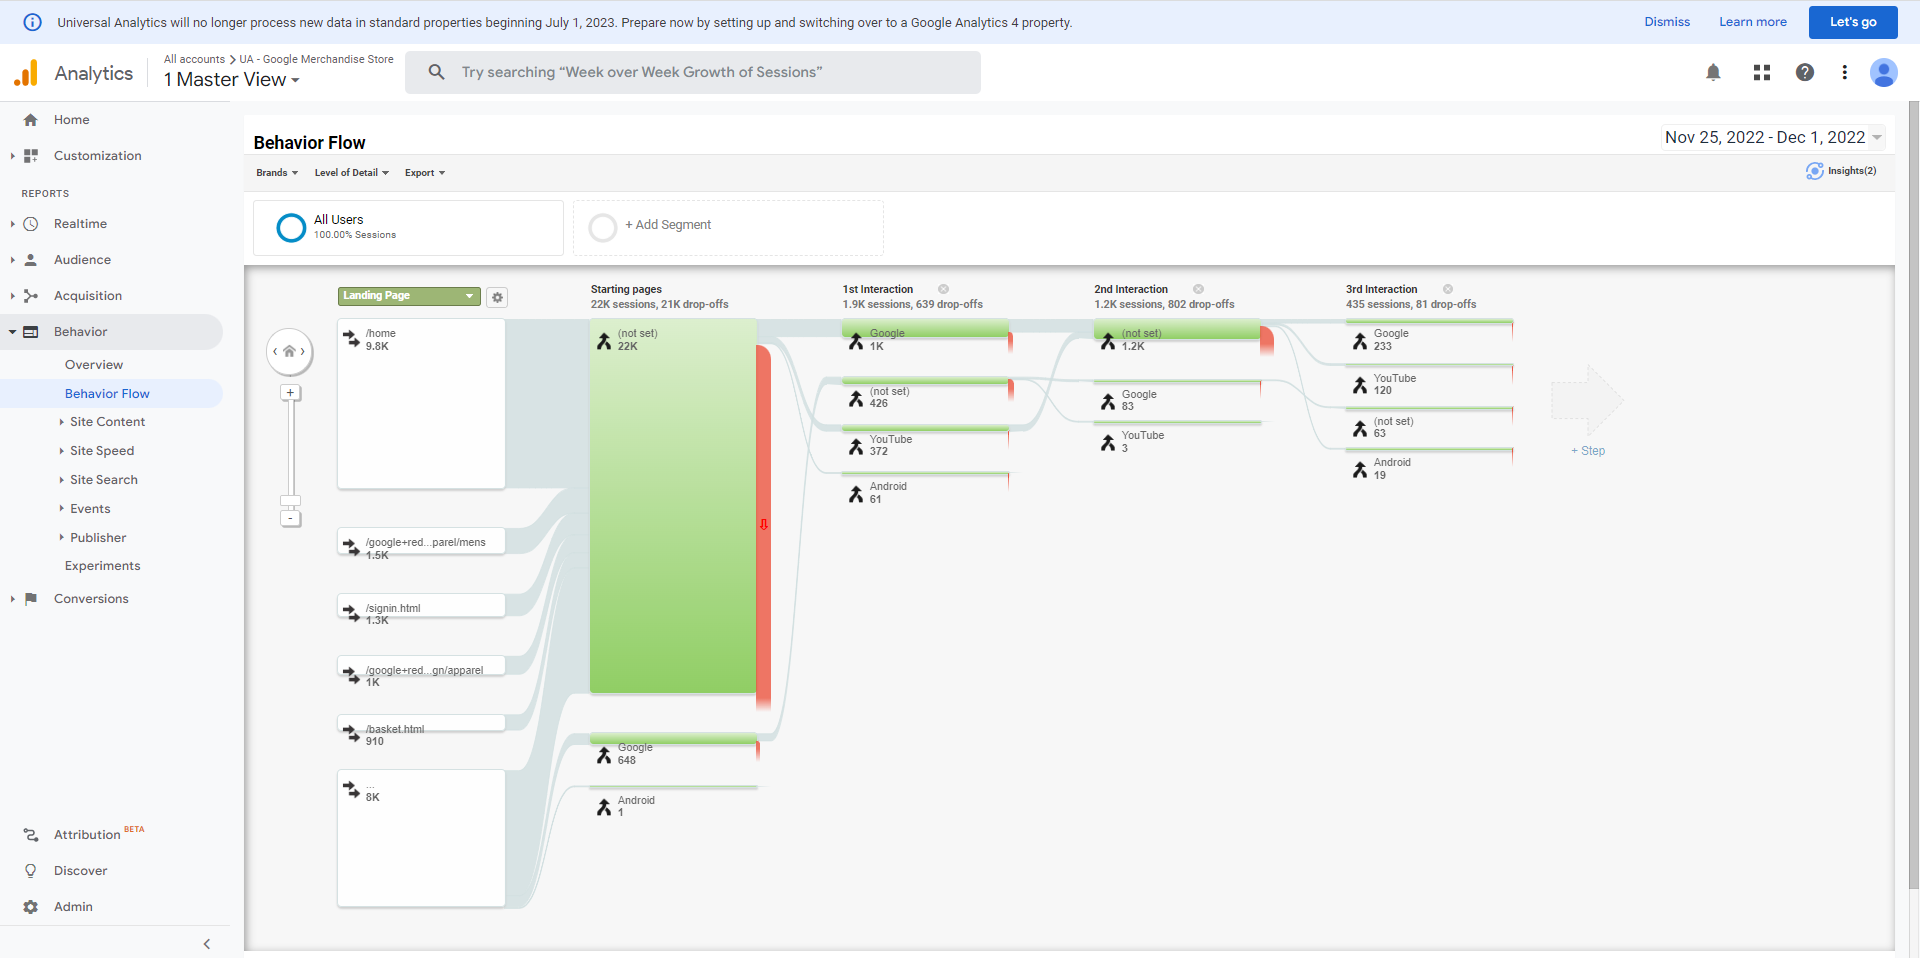 Universal Analytics will no longer process new data in standard properties beginning July 1, 2023. Prepare now by setting up and switching over to a Google Analytics 4 property.
Dismiss
Learn more
Let's go
Analytics
All accounts > UA - Google Merchandise Store
1 Master View
Try searching “Week over Week Growth of Sessions”
Home
Customization
REPORTS
Realtime
Audience
Acquisition
Behavior
Overview
Behavior Flow
Site Content
Site Speed
Site Search
Events
Publisher
Experiments
Conversions
Attribution BETA
Discover
Admin
Behavior Flow
Nov 25, 2022 - Dec 1, 2022
Brands
Level of Detail
Export
Insights(2)
All Users
100.00% Sessions
+ Add Segment
Landing Page
/home
9.8K
/google+red...parel/mens
1.5K
/signin.html
1.3K
/google+red...gn/apparel
1K
/basket.html
910
...
8K
Starting pages
22K sessions, 21K drop-offs
(not set)
22K
Google
648
Android
1
1st Interaction
1.9K sessions, 639 drop-offs
Google
1K
(not set)
426
YouTube
372
Android
61
2nd Interaction
1.2K sessions, 802 drop-offs
(not set)
1.2K
Google
83
YouTube
3
3rd Interaction
435 sessions, 81 drop-offs
Google
233
YouTube
120
(not set)
63
Android
19
+ Step